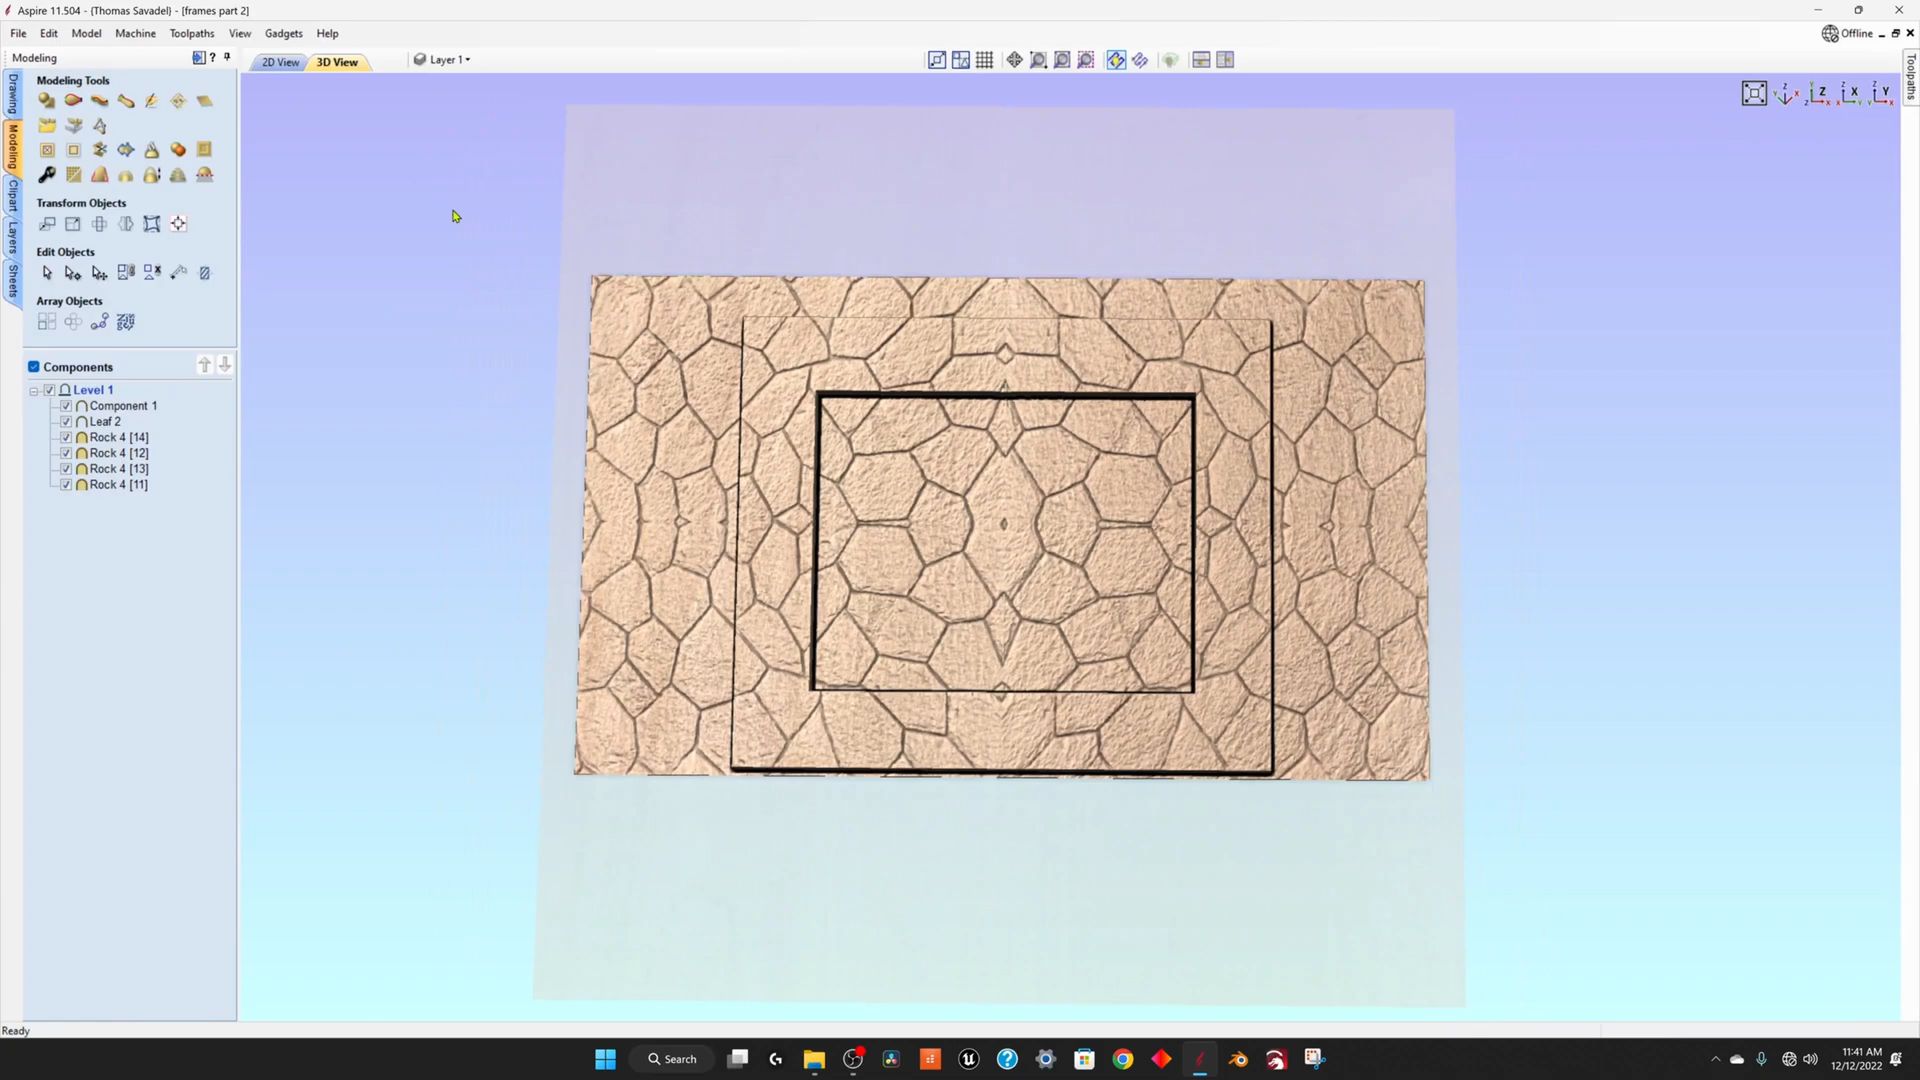 Aspire 11.504 - {Thomas Savadel} - [frames part 2]
File Edit Model Machine Toolpaths View Gadgets Help
Offline
Modeling
2D View 3D View Layer 1
Modeling Tools
Transform Objects
Edit Objects
Array Objects
Drawing
Modeling
Clipart
Layers
Sheets
Toolpaths
Z X Y
Components
Level 1
Component 1
Leaf 2
Rock 4 [14]
Rock 4 [12]
Rock 4 [13]
Rock 4 [11]
Ready
Search
11:41 AM
12/12/2022